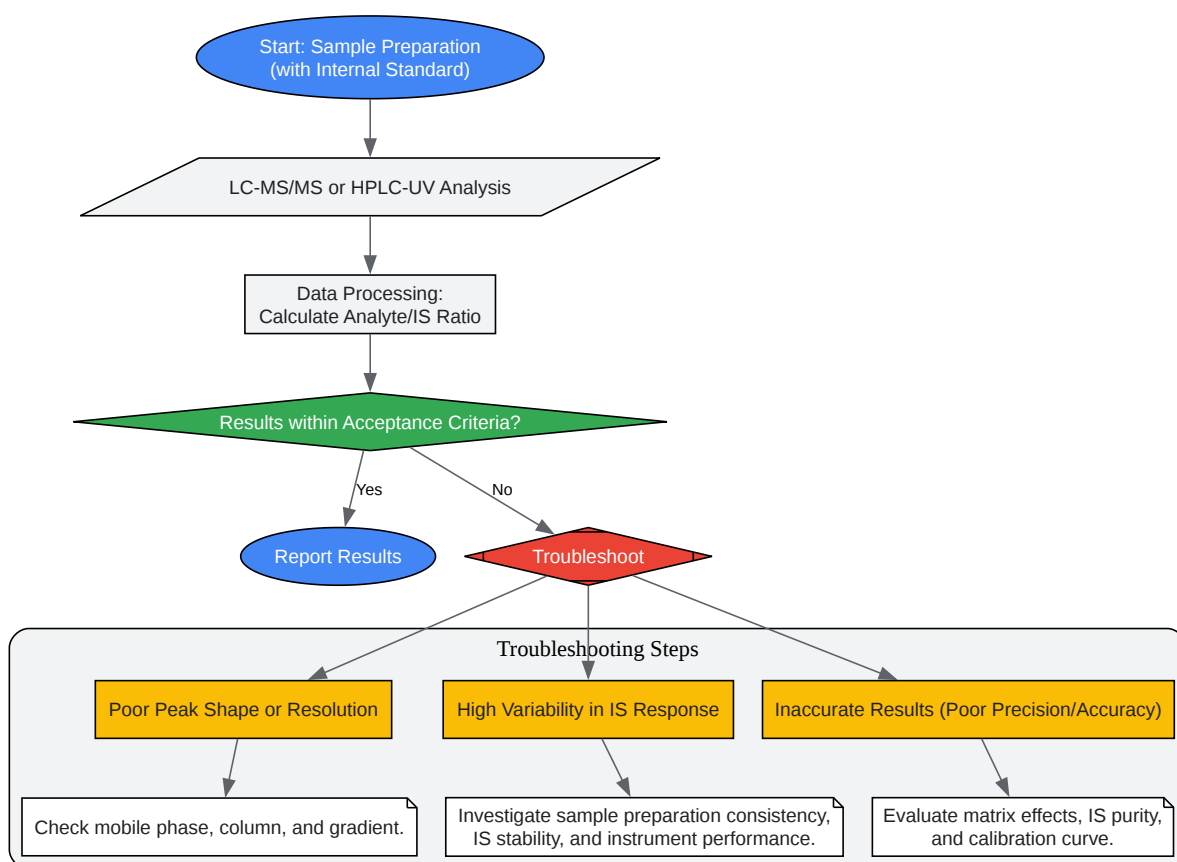 Start: Sample Preparation
(with Internal Standard)
LC-MS/MS or HPLC-UV Analysis
Data Processing:
Calculate Analyte/IS Ratio
Results within Acceptance Criteria?
Yes
No
Report Results
Troubleshoot
Troubleshooting Steps
Poor Peak Shape or Resolution
High Variability in IS Response
Inaccurate Results (Poor Precision/Accuracy)
Check mobile phase, column, and gradient.
Investigate sample preparation consistency,
IS stability, and instrument performance.
Evaluate matrix effects, IS purity,
and calibration curve.